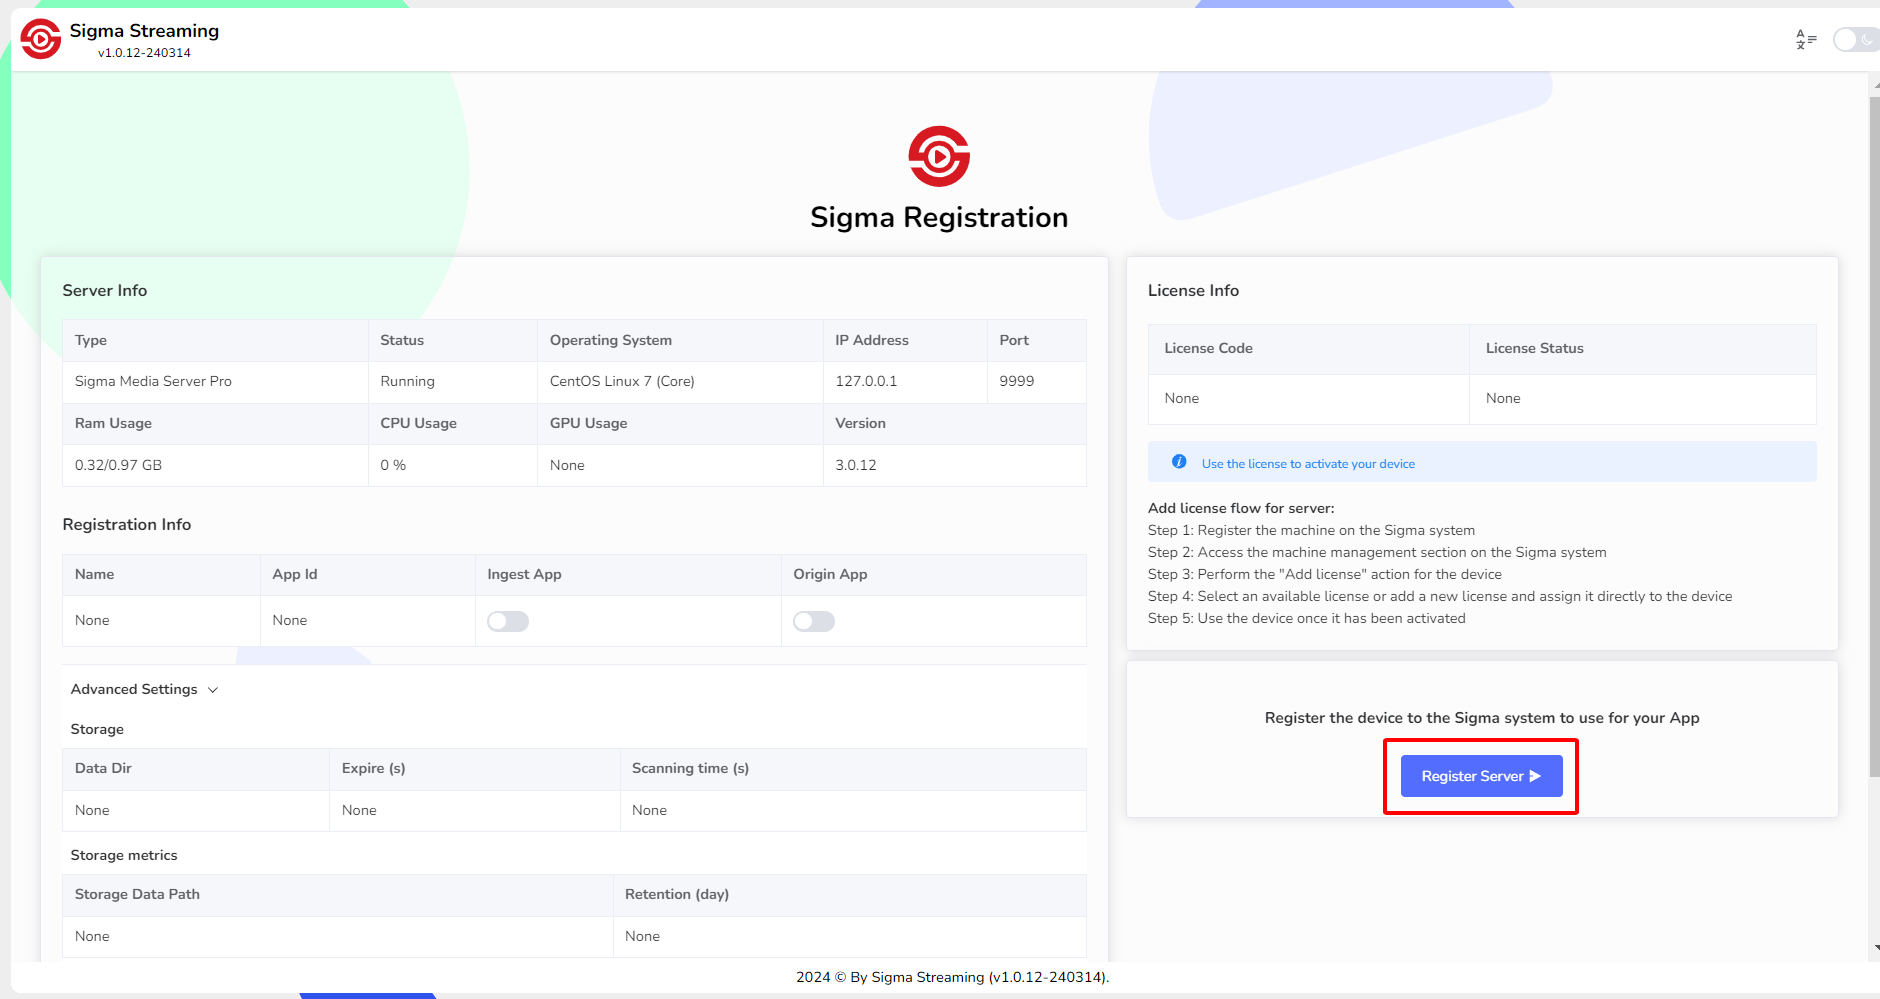 Sigma Streaming
v1.0.12-240314
Sigma Registration
Server Info
Type Status Operating System IP Address Port
Sigma Media Server Pro Running CentOS Linux 7 (Core) 127.0.0.1 9999
Ram Usage CPU Usage GPU Usage Version
0.32/0.97 GB 0 % None 3.0.12
Registration Info
Name App Id Ingest App Origin App
None None
Advanced Settings
Storage
Data Dir Expire (s) Scanning time (s)
None None None
Storage metrics
Storage Data Path Retention (day)
None None
License Info
License Code License Status
None None
Use the license to activate your device
Add license flow for server:
Step 1: Register the machine on the Sigma system
Step 2: Access the machine management section on the Sigma system
Step 3: Perform the "Add license" action for the device
Step 4: Select an available license or add a new license and assign it directly to the device
Step 5: Use the device once it has been activated
Register the device to the Sigma system to use for your App
Register Server
2024 © By Sigma Streaming (v1.0.12-240314).